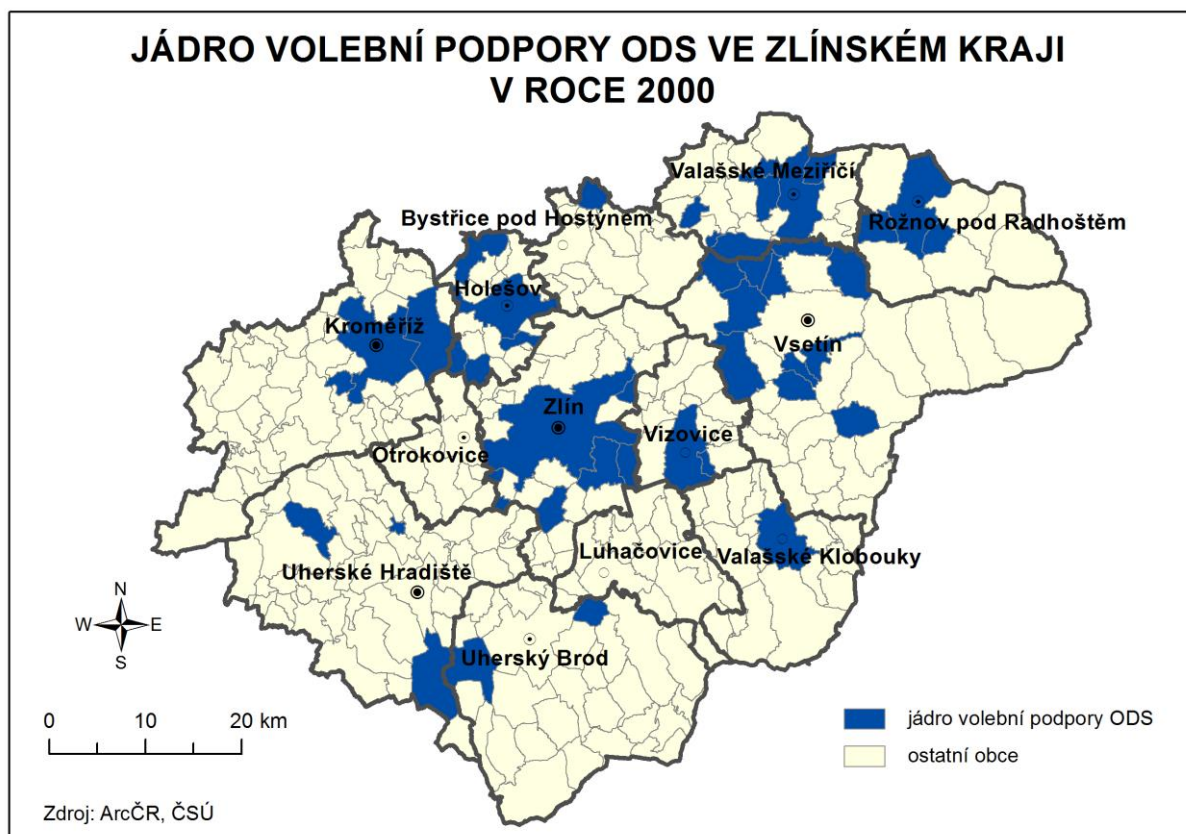 JÁDRO VOLEBNÍ PODPORY ODS VE ZLÍNSKÉM KRAJI
V ROCE 2000
Valašské Meziříčí
Bystřice pod Hostýnem
Rožnov pod Radhoštěm
Holešov
Kroměříž
Vsetín
Zlín
Vizovice
Otrokovice
Luhačovice
Valašské Klobouky
Uherské Hradiště
Uherský Brod
N
W E
S
0 10 20 km
jádro volební podpory ODS
ostatní obce
Zdroj: ArcČR, ČSÚ